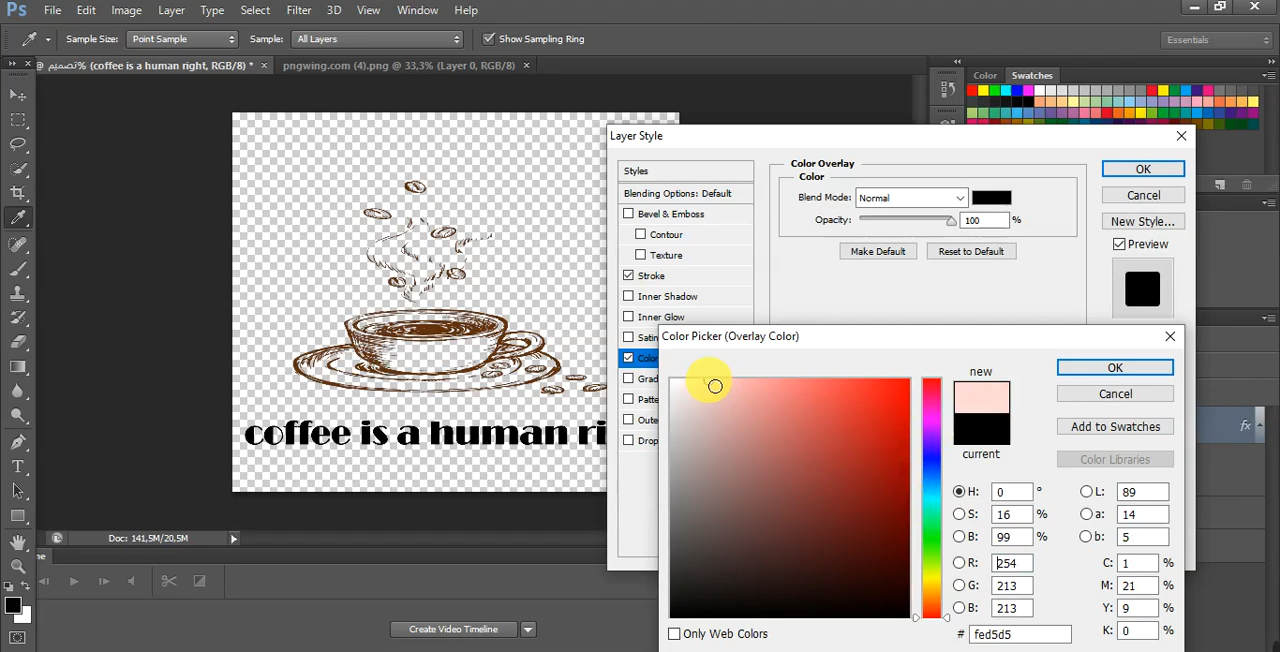 Ps File Edit Image Layer Type Select Filter 3D View Window Help
Sample Size: Point Sample Sample: All Layers Show Sampling Ring Essentials
تصميم @ % (coffee is a human right, RGB/8) * × pngwing.com (4).png @ 33,3% (Layer 0, RGB/8) × Color Swatches
Layer Style
Styles
Blending Options: Default
Bevel & Emboss
Contour
Texture
Stroke
Inner Shadow
Inner Glow
Color Overlay
Color
Blend Mode: Normal
Opacity: 100 %
Make Default Reset to Default
OK
Cancel
New Style...
Preview
coffee is a human ri
Color Picker (Overlay Color)
new
current
OK
Cancel
Add to Swatches
Color Libraries
H: 0 °
S: 16 %
B: 99 %
R: 254
G: 213
B: 213
L: 89
a: 14
b: 5
C: 1 %
M: 21 %
Y: 9 %
K: 0 %
# fed5d5
Only Web Colors
fx
Doc: 141,5M/20,5M
Create Video Timeline